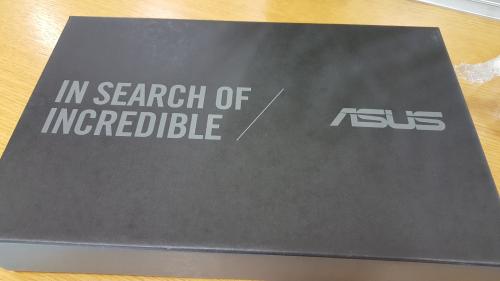 IN SEARCH OF
INCREDIBLE
ASUS